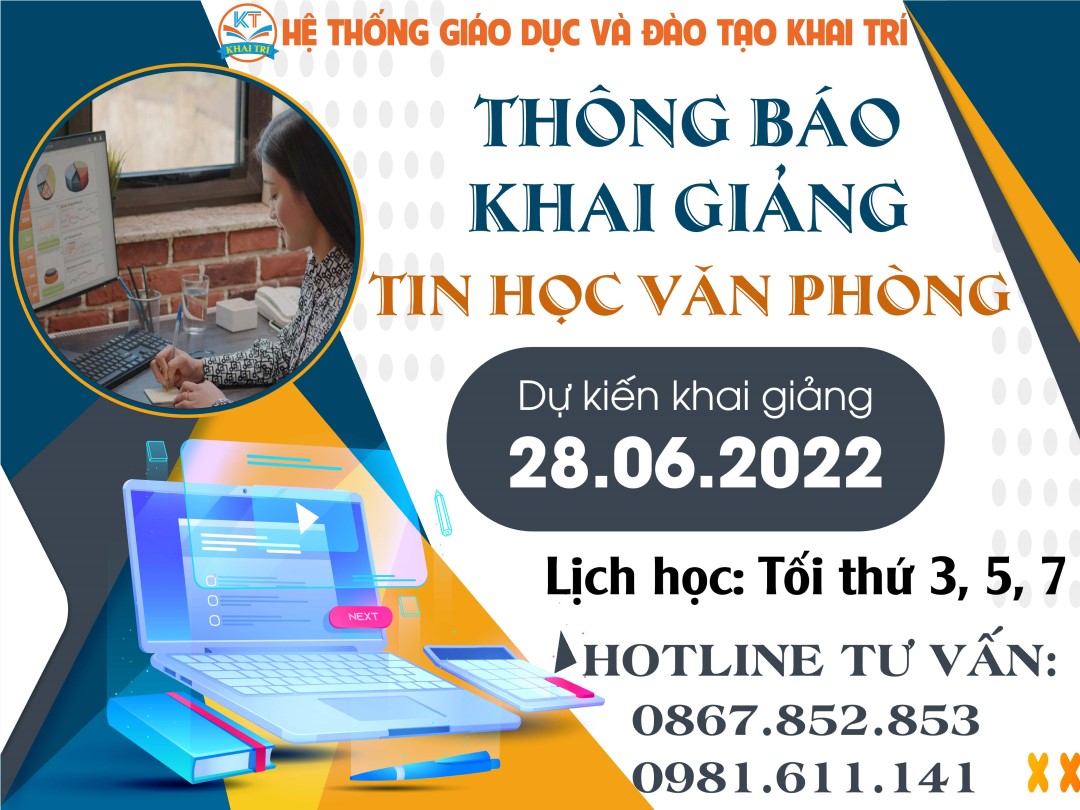 KT
KHAI TRÍ
HỆ THỐNG GIÁO DỤC VÀ ĐÀO TẠO KHAI TRÍ
THÔNG BÁO
KHAI GIẢNG
TIN HỌC VĂN PHÒNG
Dự kiến khai giảng
28.06.2022
Lịch học: Tối thứ 3, 5, 7
NEXT
HOTLINE TƯ VẤN:
0867.852.853
0981.611.141